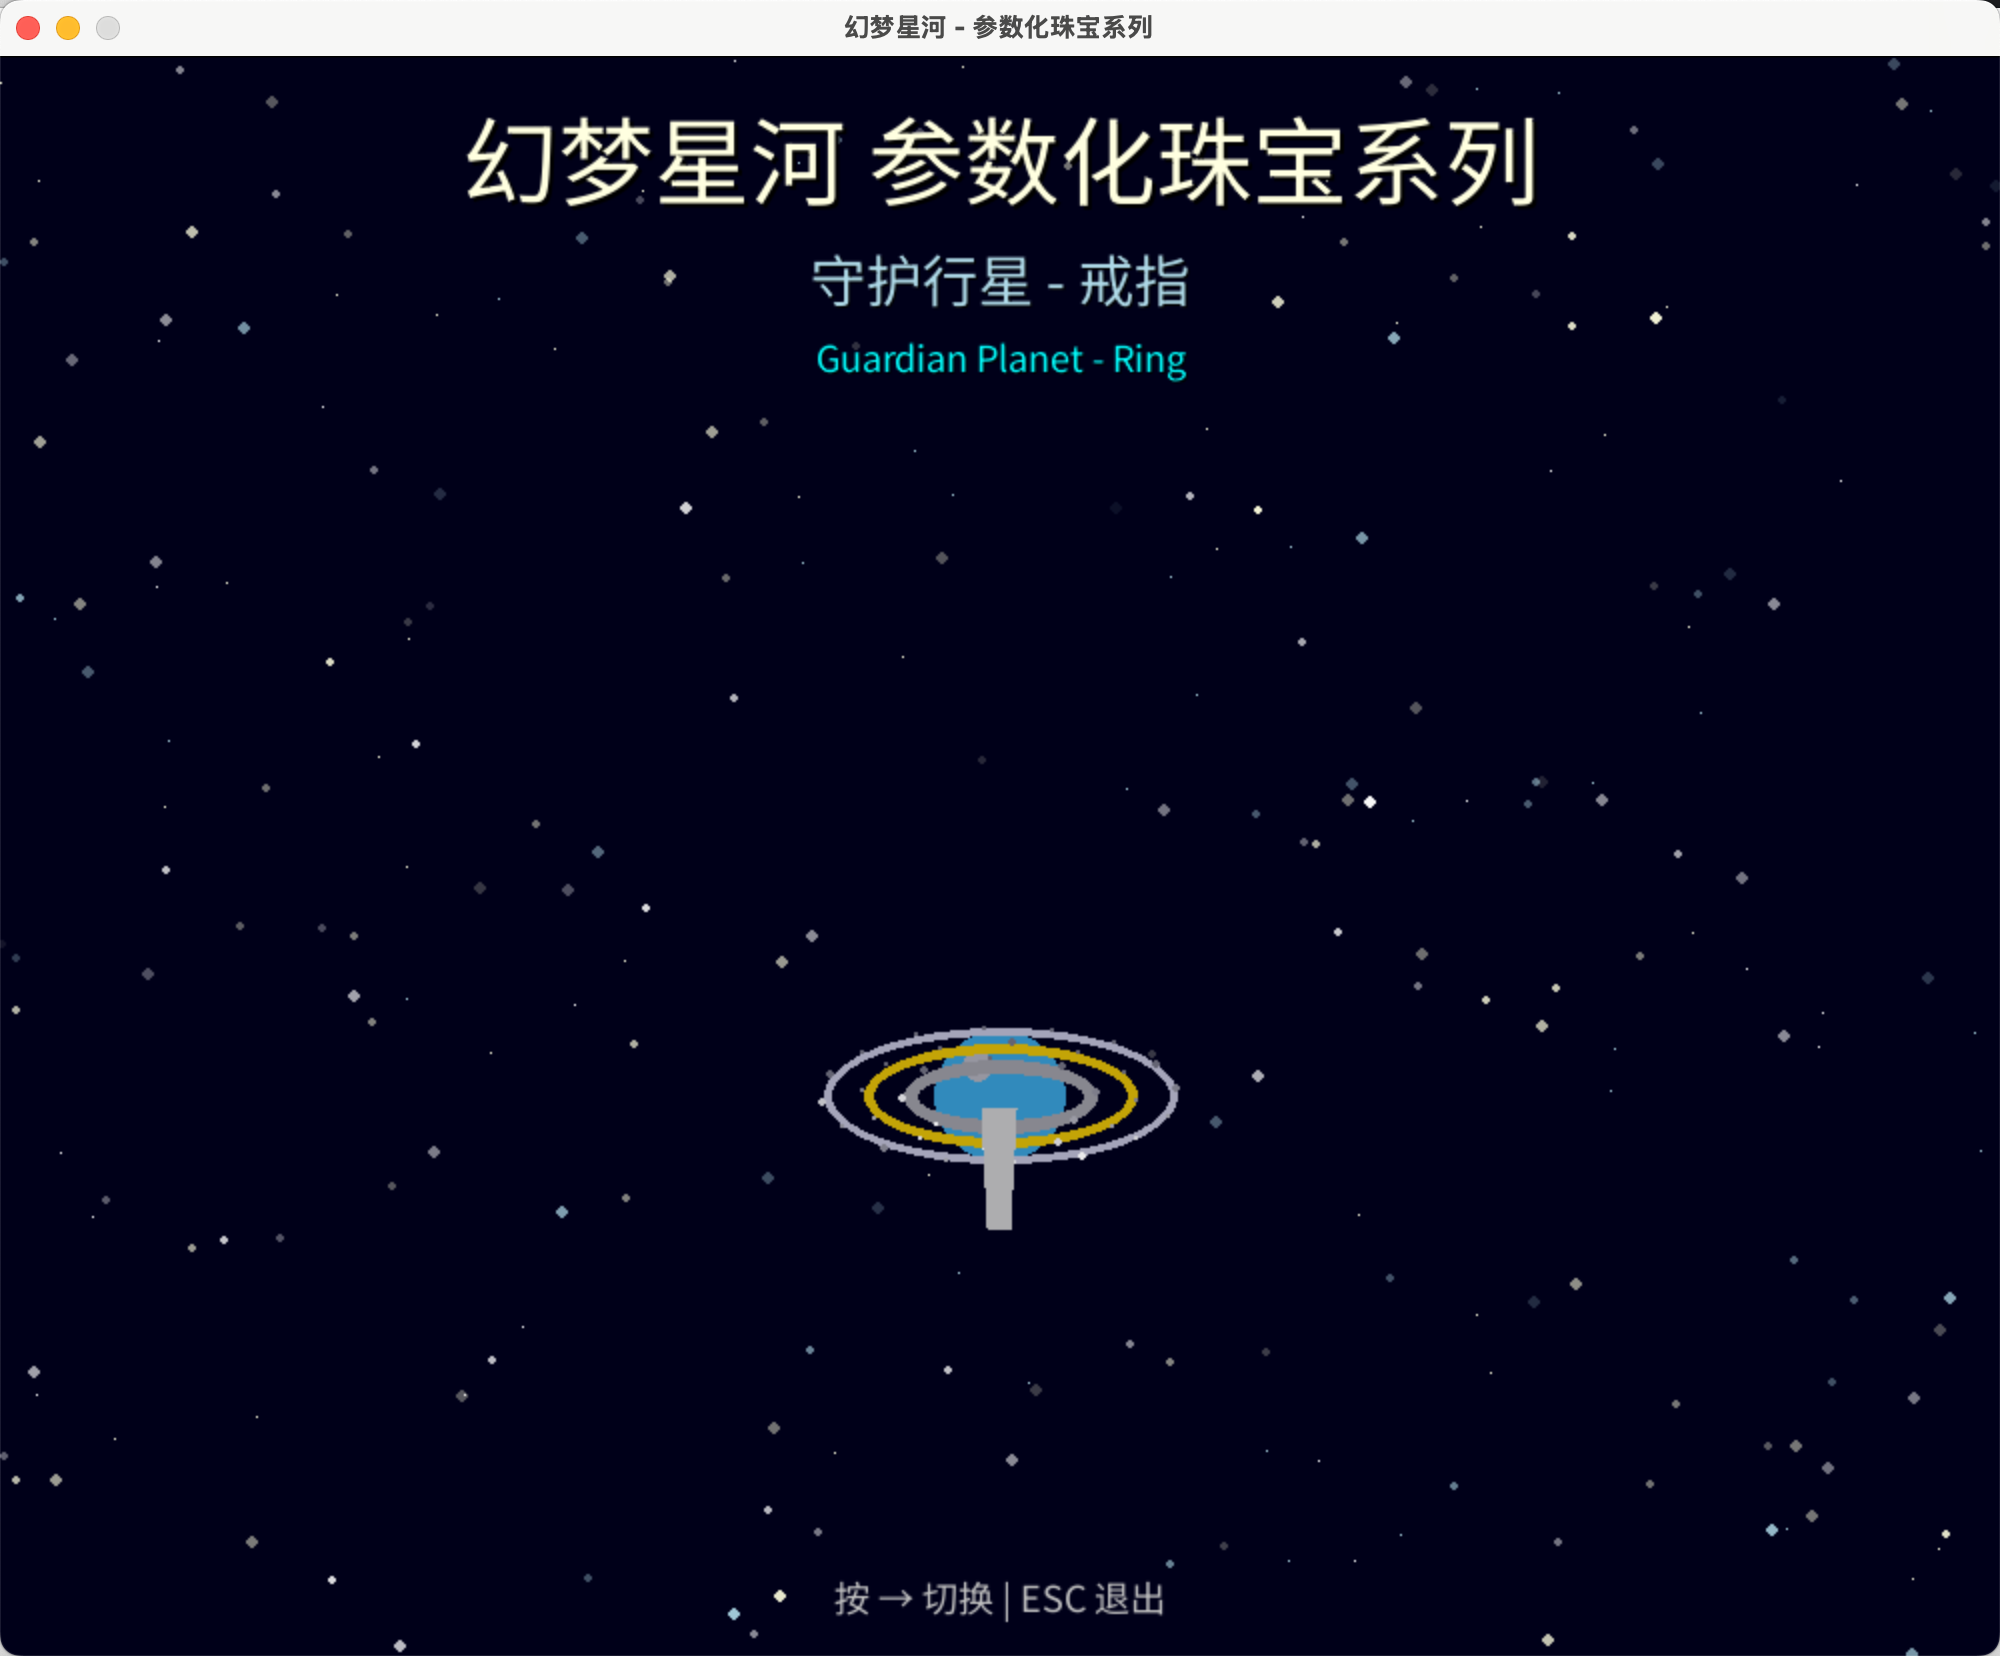 幻梦星河 - 参数化珠宝系列
幻梦星河 参数化珠宝系列
守护行星 - 戒指
Guardian Planet - Ring
按 → 切换 | ESC 退出